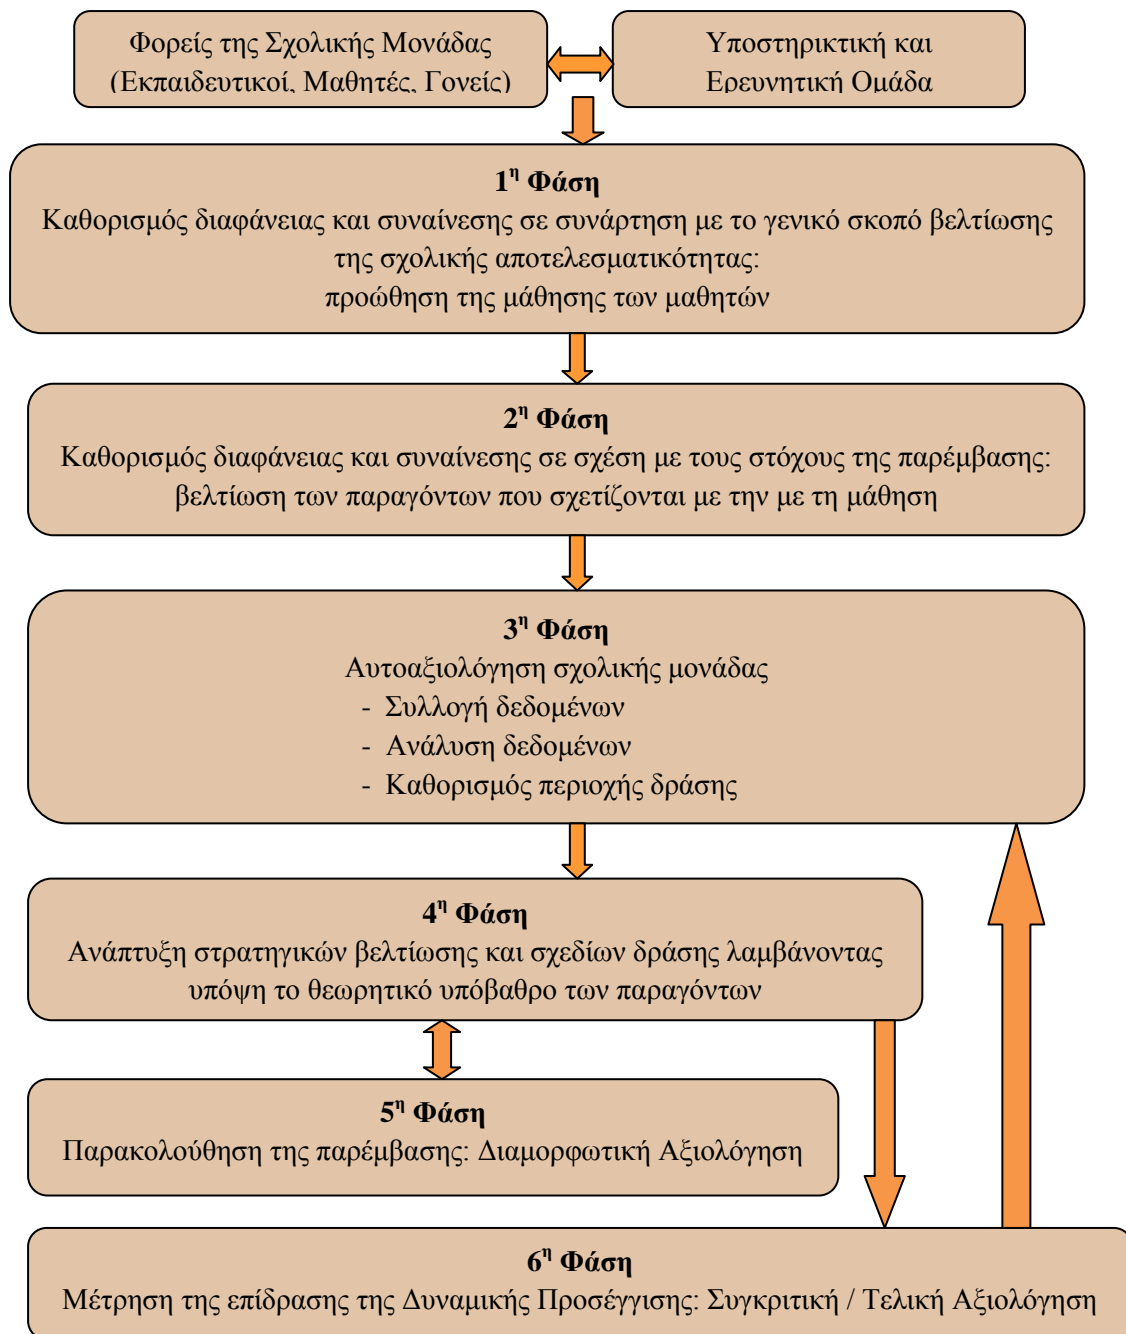 Φορείς της Σχολικής Μονάδας
(Εκπαιδευτικοί, Μαθητές, Γονείς)
Υποστηρικτική και
Ερευνητική Ομάδα
1η Φάση
Καθορισμός διαφάνειας και συναίνεσης σε συνάρτηση με το γενικό σκοπό βελτίωσης
της σχολικής αποτελεσματικότητας:
προώθηση της μάθησης των μαθητών
2η Φάση
Καθορισμός διαφάνειας και συναίνεσης σε σχέση με τους στόχους της παρέμβασης:
βελτίωση των παραγόντων που σχετίζονται με την με τη μάθηση
3η Φάση
Αυτοαξιολόγηση σχολικής μονάδας
- Συλλογή δεδομένων
- Ανάλυση δεδομένων
- Καθορισμός περιοχής δράσης
4η Φάση
Ανάπτυξη στρατηγικών βελτίωσης και σχεδίων δράσης λαμβάνοντας
υπόψη το θεωρητικό υπόβαθρο των παραγόντων
5η Φάση
Παρακολούθηση της παρέμβασης: Διαμορφωτική Αξιολόγηση
6η Φάση
Μέτρηση της επίδρασης της Δυναμικής Προσέγγισης: Συγκριτική / Τελική Αξιολόγηση